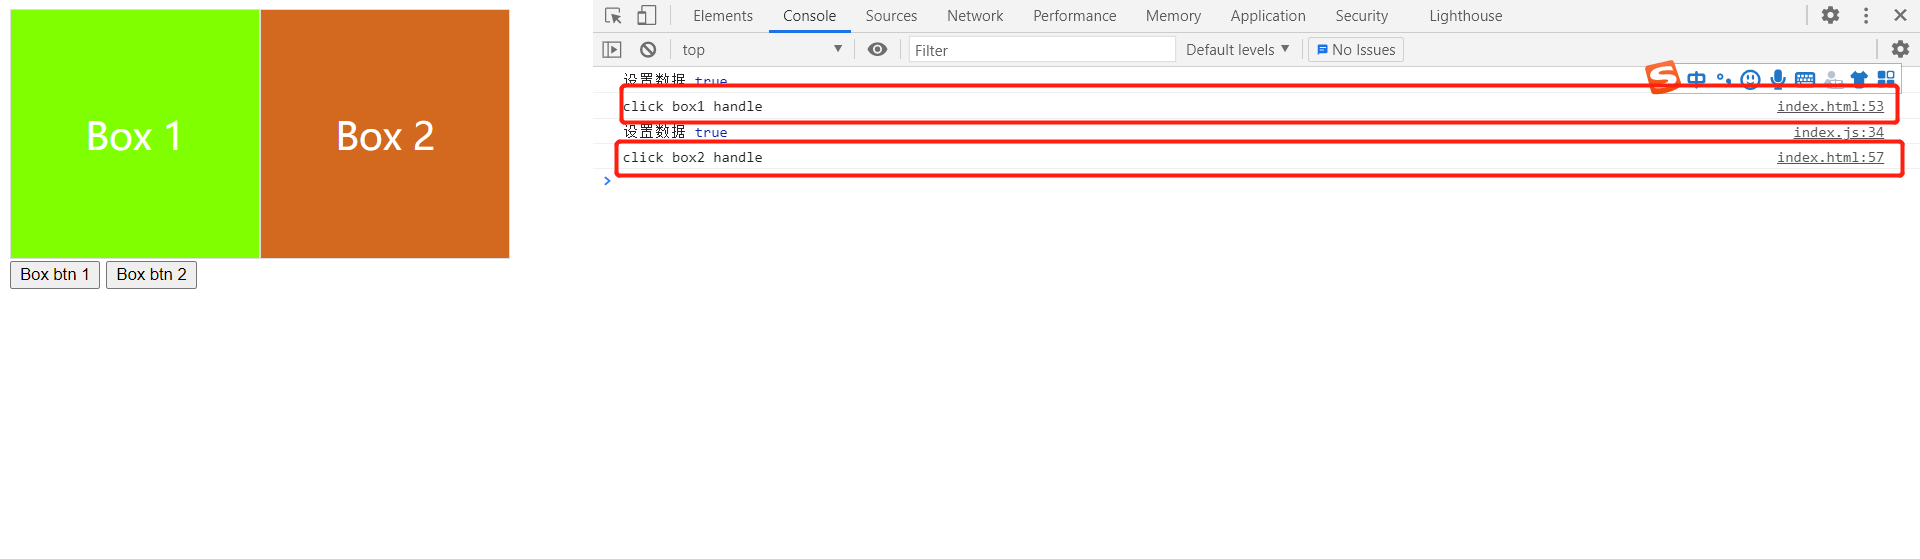 Box 1
Box 2
Box btn 1
Box btn 2
Elements Console Sources Network Performance Memory Application Security Lighthouse
top Filter Default levels No Issues
设置数据 true
中
click box1 handle index.html:53
设置数据 true index.js:34
click box2 handle index.html:57